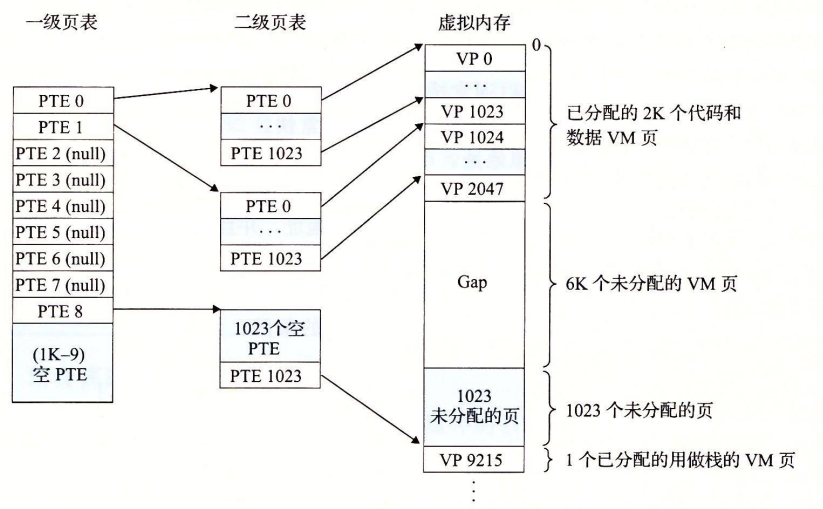 一级页表
二级页表
虚拟内存
PTE 0
PTE 1
PTE 2 (null)
PTE 3 (null)
PTE 4 (null)
PTE 5 (null)
PTE 6 (null)
PTE 7 (null)
PTE 8
(1K–9)
空 PTE
PTE 0
...
PTE 1023
PTE 0
...
PTE 1023
1023个空
PTE
PTE 1023
0
VP 0
...
VP 1023
VP 1024
...
VP 2047
Gap
1023
未分配的页
VP 9215
已分配的 2K 个代码和
数据 VM 页
6K 个未分配的 VM 页
1023 个未分配的页
1 个已分配的用做栈的 VM 页